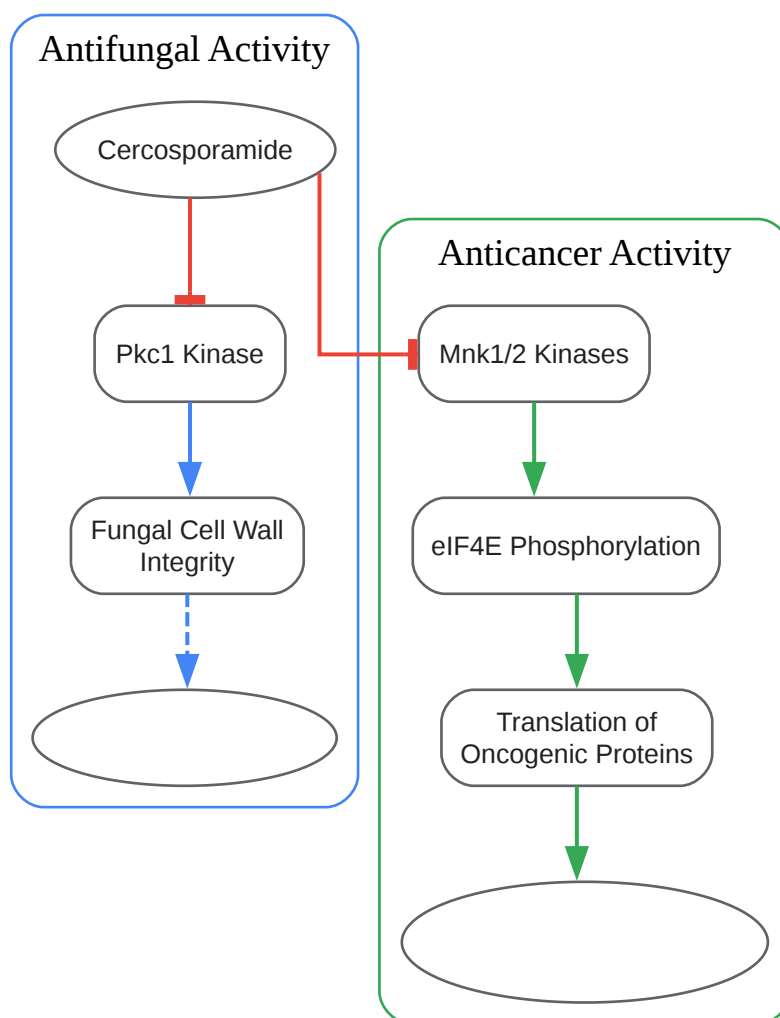 Antifungal Activity
Cercosporamide
Anticancer Activity
Pkc1 Kinase
Mnk1/2 Kinases
Fungal Cell Wall
Integrity
eIF4E Phosphorylation
Translation of
Oncogenic Proteins